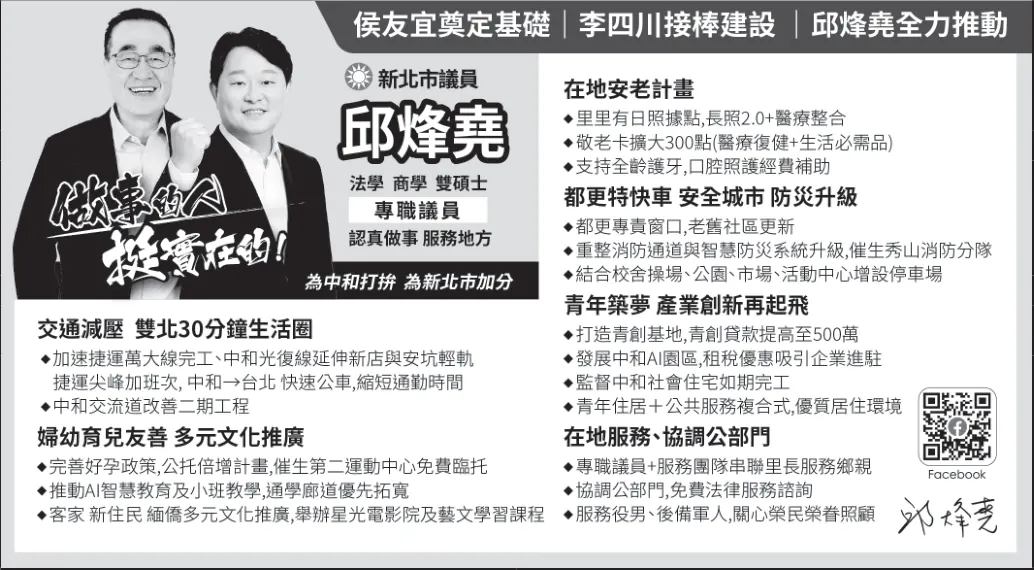 侯友宜奠定基礎｜李四川接棒建設｜邱烽堯全力推動
新北市議員
邱烽堯
法學 商學 雙碩士
專職議員
認真做事 服務地方
做事的人
挺實在的!
為中和打拚 為新北市加分
交通減壓 雙北30分鐘生活圈
◆加速捷運萬大線完工、中和光復線延伸新店與安坑輕軌
捷運尖峰加班次, 中和→台北 快速公車,縮短通勤時間
◆中和交流道改善二期工程
婦幼育兒友善 多元文化推廣
◆完善好孕政策,公托倍增計畫,催生第二運動中心免費臨托
◆推動AI智慧教育及小班教學,通學廊道優先拓寬
◆客家 新住民 緬僑多元文化推廣,舉辦星光電影院及藝文學習課程
在地安老計畫
◆里里有日照據點,長照2.0+醫療整合
◆敬老卡擴大300點(醫療復健+生活必需品)
◆支持全齡護牙,口腔照護經費補助
都更特快車 安全城市 防災升級
◆都更專責窗口,老舊社區更新
◆重整消防通道與智慧防災系統升級,催生秀山消防分隊
◆結合校舍操場、公園、市場、活動中心增設停車場
青年築夢 產業創新再起飛
◆打造青創基地,青創貸款提高至500萬
◆發展中和AI園區,租稅優惠吸引企業進駐
◆監督中和社會住宅如期完工
◆青年住居＋公共服務複合式,優質居住環境
在地服務、協調公部門
◆專職議員+服務團隊串聯里長服務鄉親
◆協調公部門,免費法律服務諮詢
◆服務役男、後備軍人,關心榮民榮眷照顧
Facebook
邱烽堯